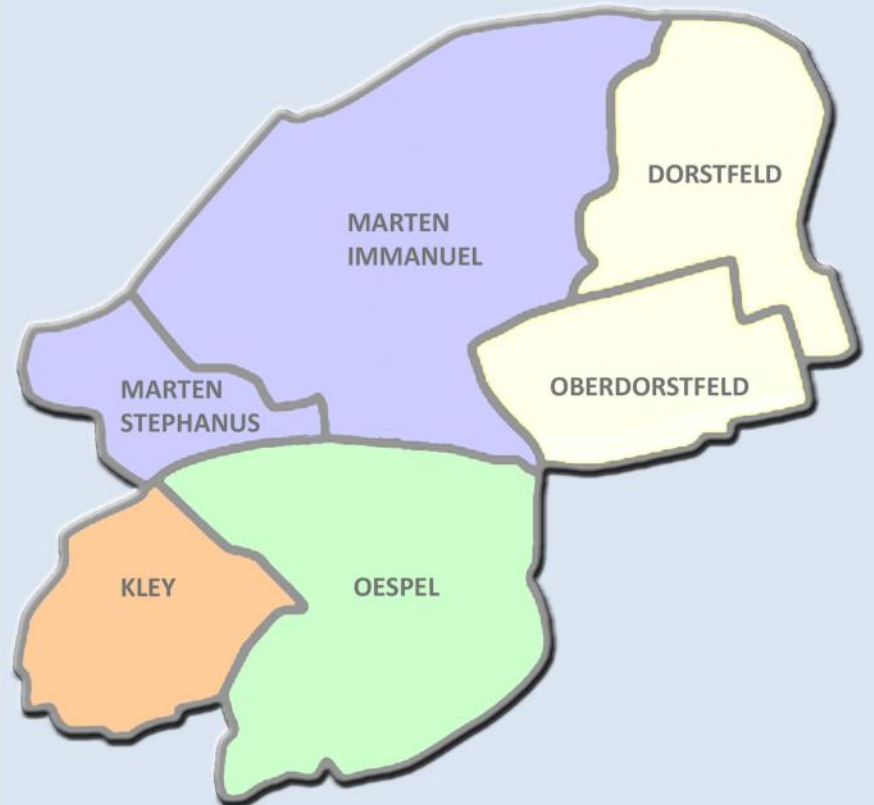 DORSTFELD
MARTEN
IMMANUEL
MARTEN
STEPHANUS
OBERDORSTFELD
KLEY
OESPEL